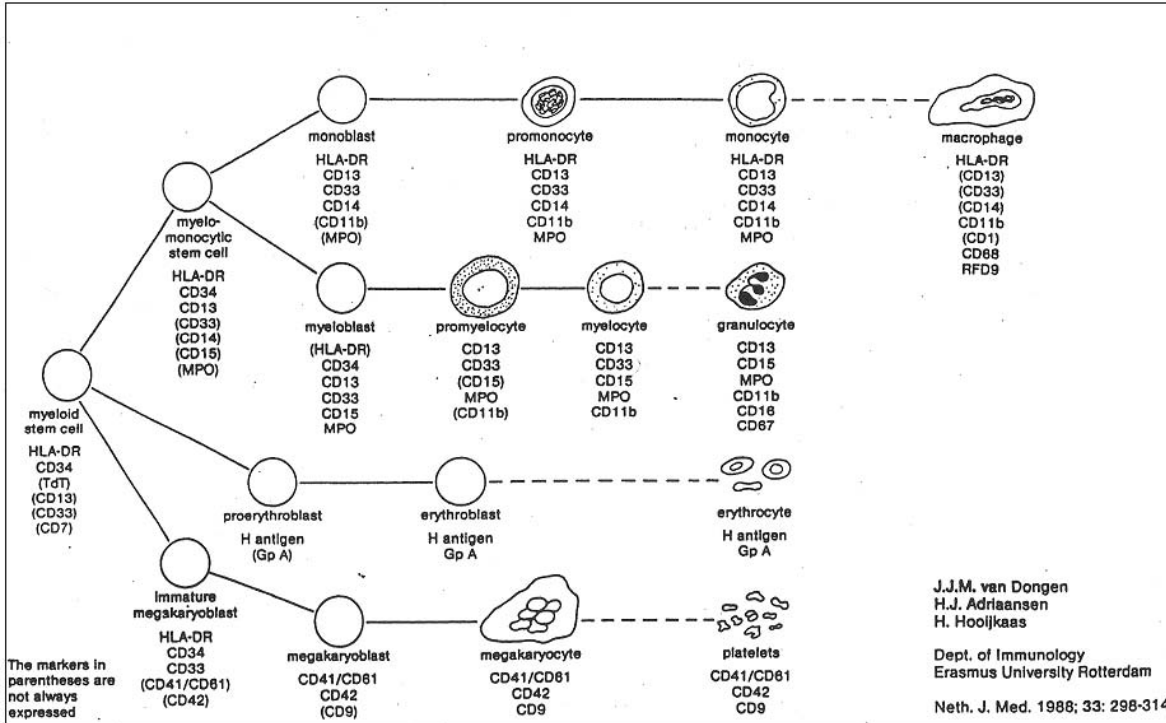 monoblast
HLA-DR
CD13
CD33
CD14
(CD11b)
(MPO)
promonocyte
HLA-DR
CD13
CD33
CD14
CD11b
MPO
monocyte
HLA-DR
CD13
CD33
CD14
CD11b
MPO
macrophage
HLA-DR
(CD13)
(CD33)
(CD14)
CD11b
(CD1)
CD68
RFD9
myelo-
monocytic
stem cell
HLA-DR
CD34
CD13
(CD33)
(CD14)
(CD15)
(MPO)
myeloblast
(HLA-DR)
CD34
CD13
CD33
CD15
MPO
promyelocyte
CD13
CD33
(CD15)
MPO
(CD11b)
myelocyte
CD13
CD33
CD15
MPO
CD11b
granulocyte
CD13
CD15
MPO
CD11b
CD16
CD67
myeloid
stem cell
HLA-DR
CD34
(TdT)
(CD13)
(CD33)
(CD7)
proerythroblast
H antigen
(Gp A)
erythroblast
H antigen
Gp A
erythrocyte
H antigen
Gp A
Immature
megakaryoblast
HLA-DR
CD34
CD33
(CD41/CD61)
(CD42)
megakaryoblast
CD41/CD61
CD42
(CD9)
megakaryocyte
CD41/CD61
CD42
CD9
platelets
CD41/CD61
CD42
CD9
The markers in
parentheses are
not always
expressed
J.J.M. van Dongen
H.J. Adriaansen
H. Hooijkaas
Dept. of Immunology
Erasmus University Rotterdam
Neth. J. Med. 1988; 33: 298-314